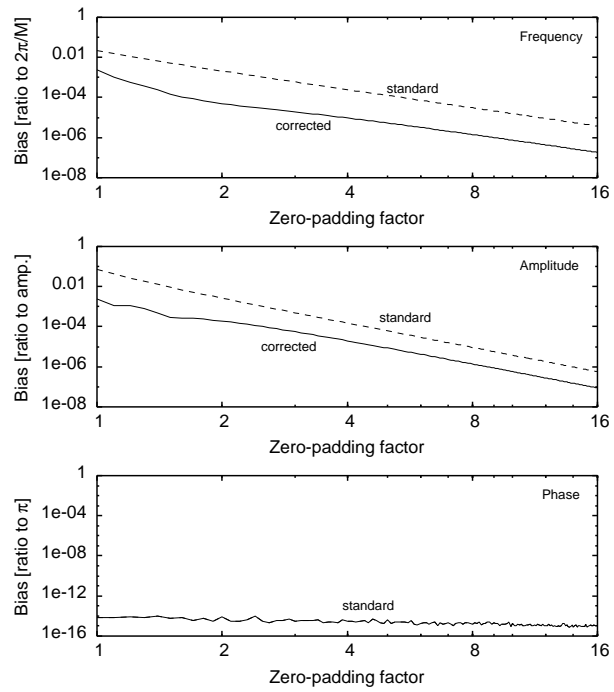 Bias [ratio to 2π/M]
1
0.01
1e-04
1e-06
1e-08
Frequency
standard
corrected
1 2 4 8 16
Zero-padding factor
Bias [ratio to amp.]
1
0.01
1e-04
1e-06
1e-08
Amplitude
standard
corrected
1 2 4 8 16
Zero-padding factor
Bias [ratio to π]
1
1e-04
1e-08
1e-12
1e-16
Phase
standard
1 2 4 8 16
Zero-padding factor